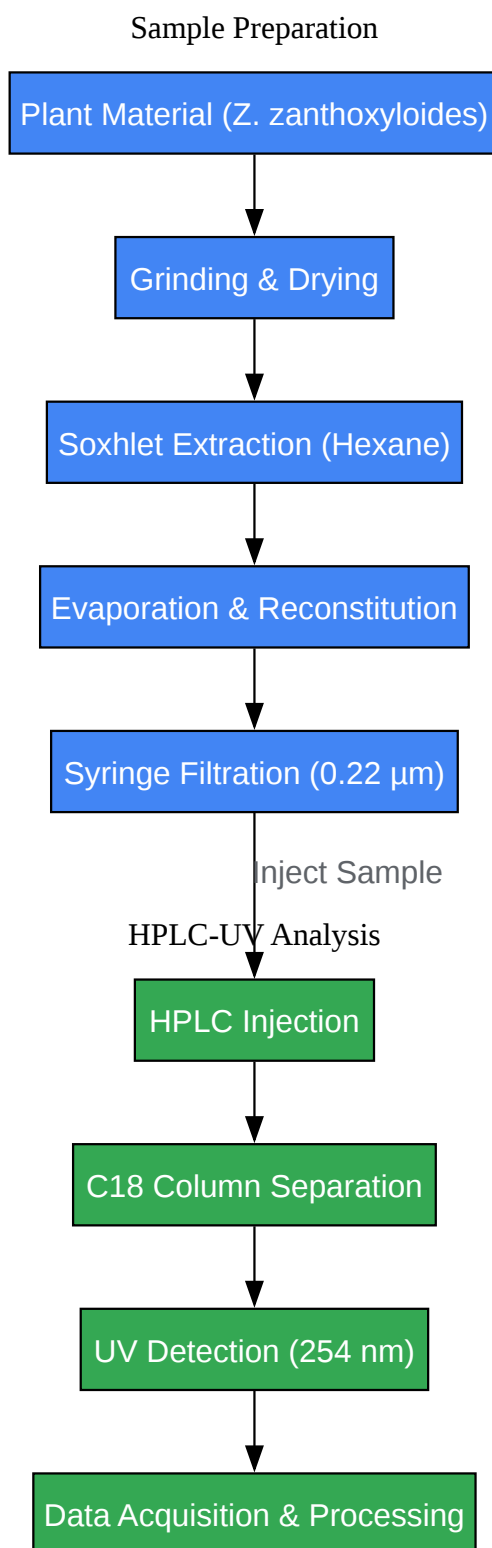 Sample Preparation
Plant Material (Z. zanthoxyloides)
Grinding & Drying
Soxhlet Extraction (Hexane)
Evaporation & Reconstitution
Syringe Filtration (0.22 µm)
Inject Sample
HPLC-UV Analysis
HPLC Injection
C18 Column Separation
UV Detection (254 nm)
Data Acquisition & Processing